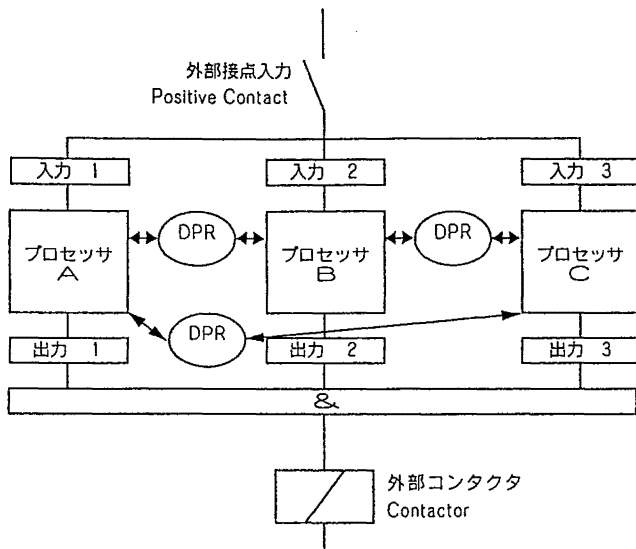 外部接点入力
Positive Contact
入力 1
入力 2
入力 3
プロセッサ
A
DPR
プロセッサ
B
DPR
プロセッサ
C
DPR
出力 1
出力 2
出力 3
&
外部コンタクタ
Contactor